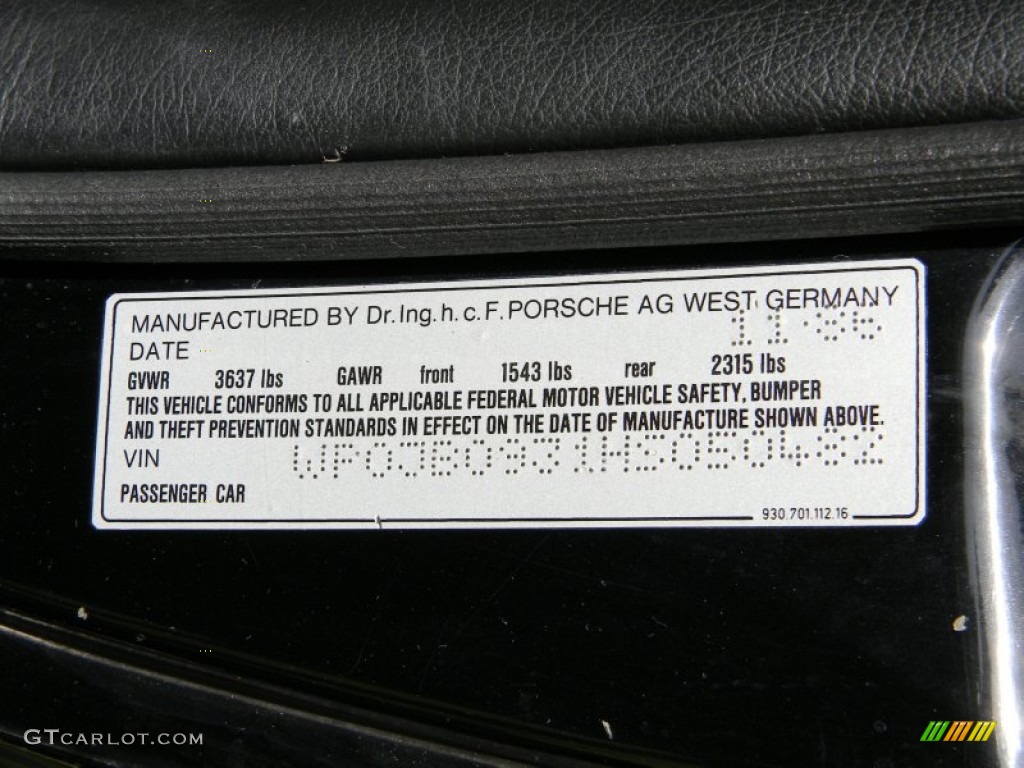 MANUFACTURED BY Dr.Ing.h.c.F.PORSCHE AG WEST GERMANY
DATE 11·86
GVWR 3637 lbs GAWR front 1543 lbs rear 2315 lbs
THIS VEHICLE CONFORMS TO ALL APPLICABLE FEDERAL MOTOR VEHICLE SAFETY, BUMPER
AND THEFT PREVENTION STANDARDS IN EFFECT ON THE DATE OF MANUFACTURE SHOWN ABOVE.
VIN WP0JB0931HS050482
PASSENGER CAR
930.701.112.16
GTCARLOT.COM